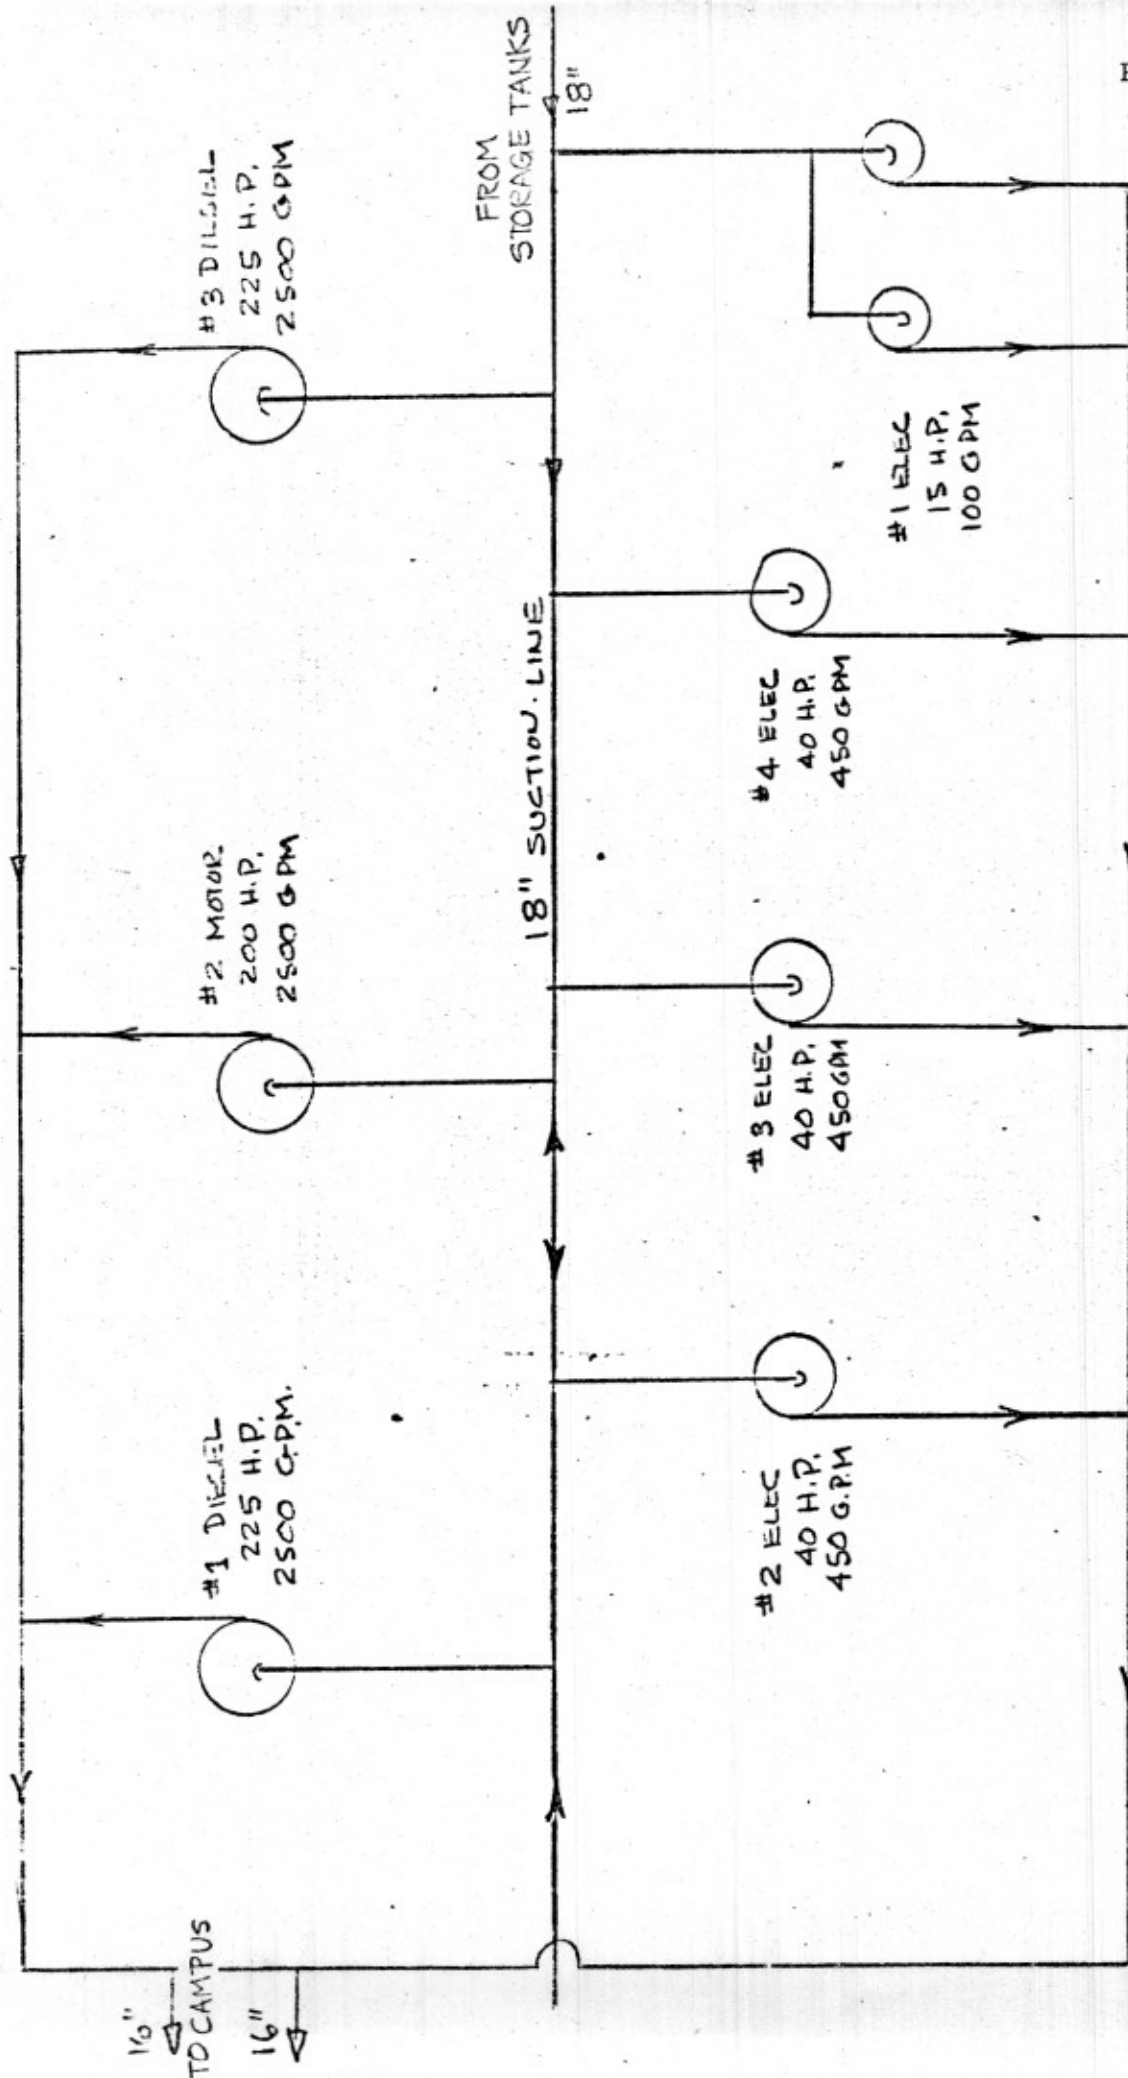 16"
TO CAMPUS
16"
#1 DIESEL
225 H.P.
2500 G.P.M.
#2 MOTOR
200 H.P.
2500 GPM
#3 DIESEL
225 H.P.
2500 GPM
18" SUCTION LINE
FROM
STORAGE TANKS
18"
#2 ELEC
40 H.P.
450 G.P.M
#3 ELEC
40 H.P.
450 GPM
#4 ELEC
40 H.P.
450 GPM
#1 ELEC
15 H.P.
100 GPM